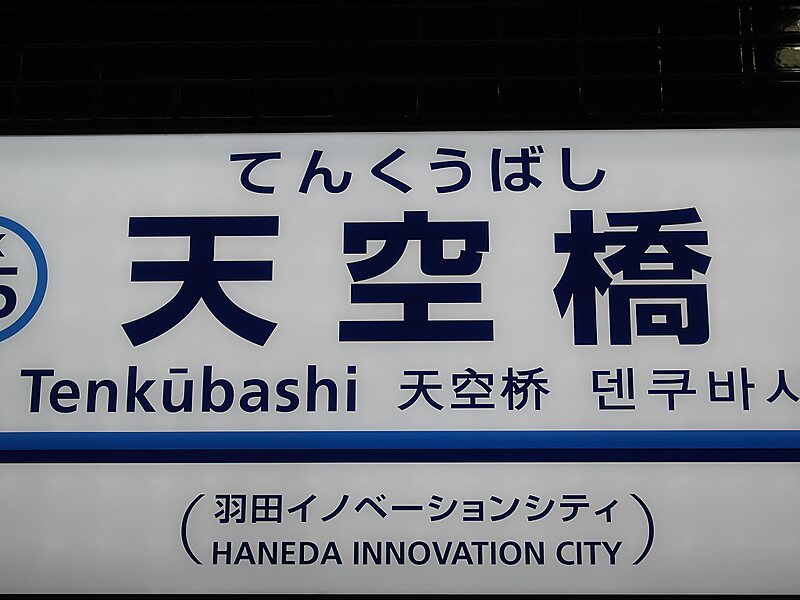 てんくうばし
天空橋
Tenkūbashi 天空桥 덴쿠바시
(羽田イノベーションシティ
HANEDA INNOVATION CITY)